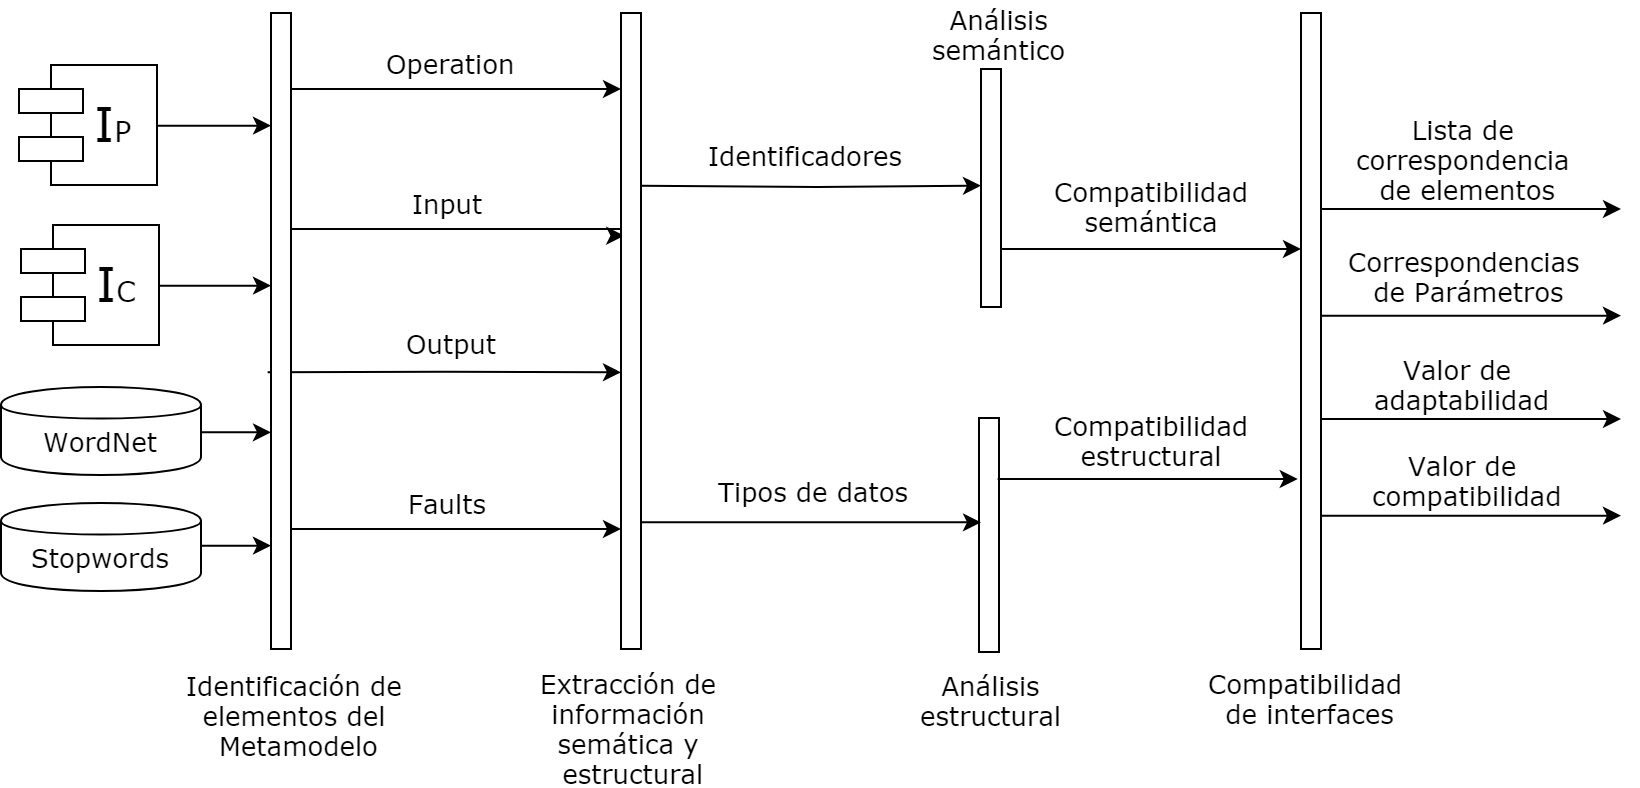 I P
I C
WordNet
Stopwords
Identificación de
elementos del
Metamodelo
Operation
Input
Output
Faults
Extracción de
información
semática y
estructural
Identificadores
Tipos de datos
Análisis
semántico
Análisis
estructural
Compatibilidad
semántica
Compatibilidad
estructural
Compatibilidad
de interfaces
Lista de
correspondencia
de elementos
Correspondencias
de Parámetros
Valor de
adaptabilidad
Valor de
compatibilidad